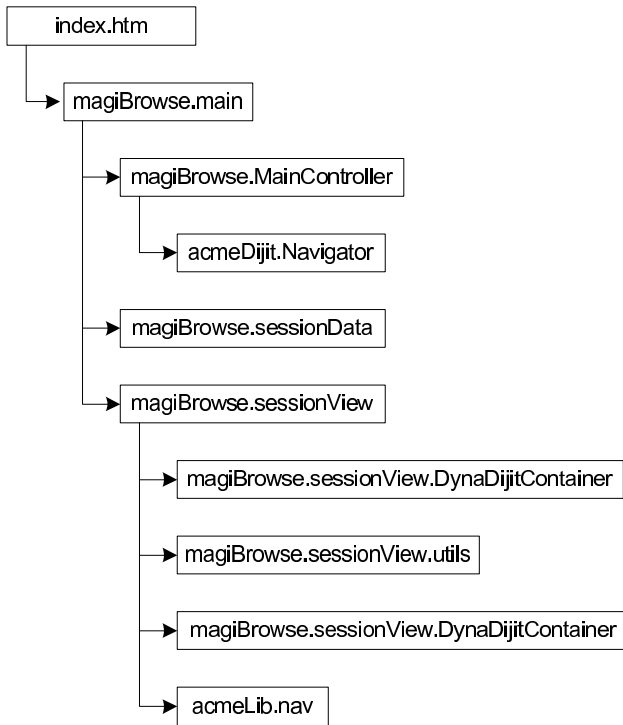 index.htm
magiBrowse.main
magiBrowse.MainController
acmeDijit.Navigator
magiBrowse.sessionData
magiBrowse.sessionView
magiBrowse.sessionView.DynaDijitContainer
magiBrowse.sessionView.utils
magiBrowse.sessionView.DynaDijitContainer
acmeLib.nav